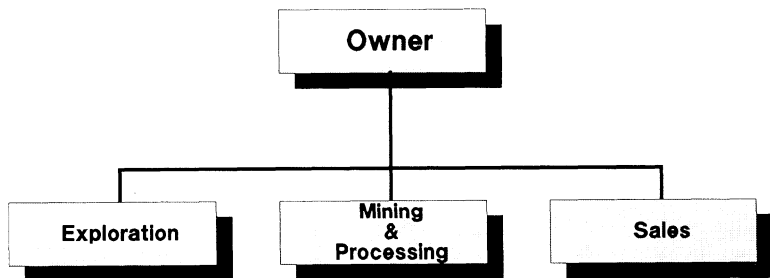 Owner
Exploration
Mining
&
Processing
Sales